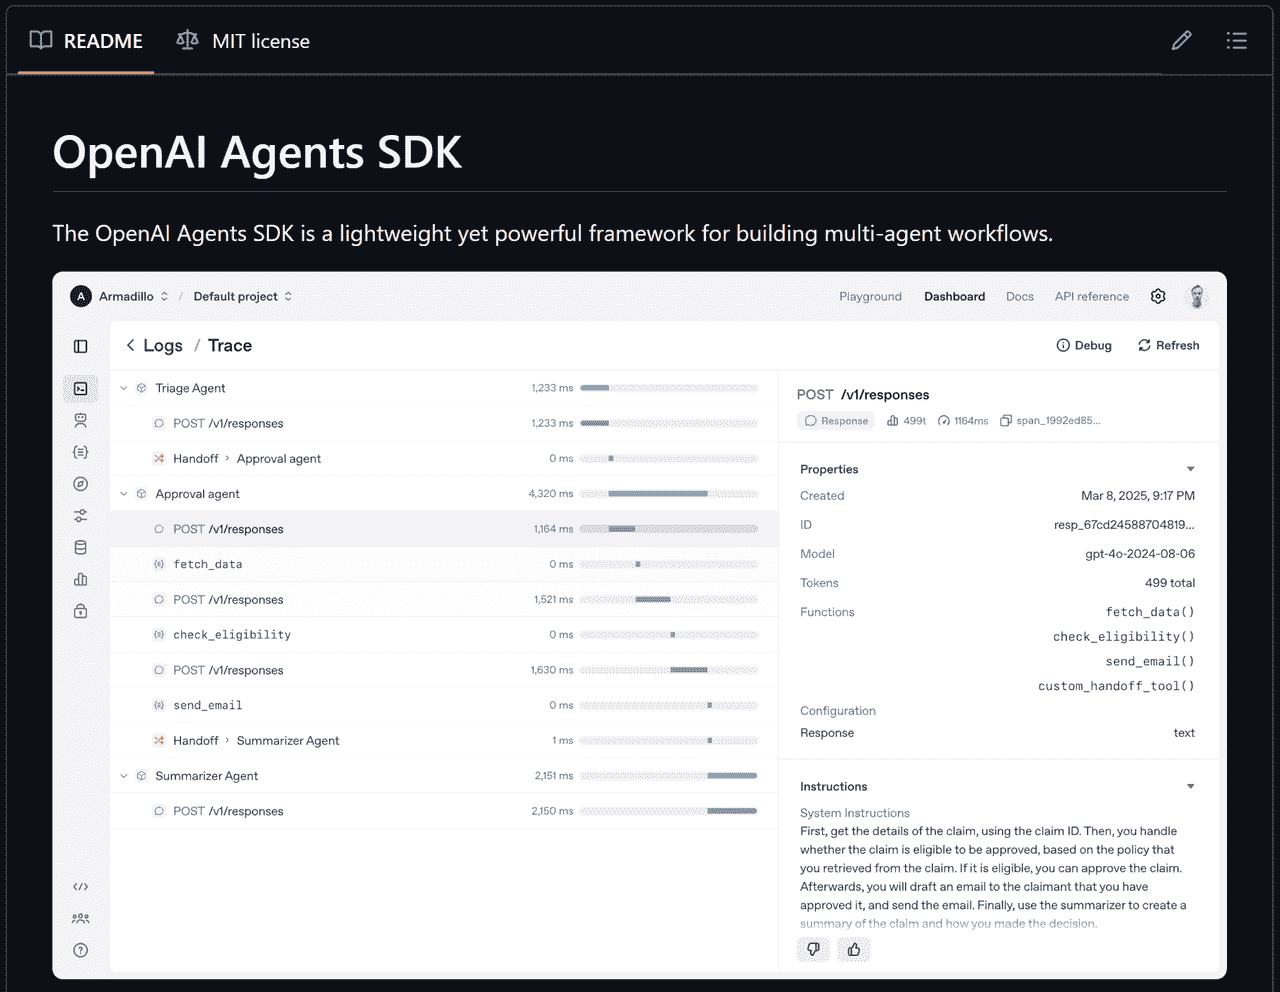 README
MIT license
OpenAI Agents SDK
The OpenAI Agents SDK is a lightweight yet powerful framework for building multi-agent workflows.
A Armadillo / Default project
Playground Dashboard Docs API reference
Logs / Trace
Debug Refresh
Triage Agent 1,233 ms
POST /v1/responses 1,233 ms
Handoff > Approval agent 0 ms
Approval agent 4,320 ms
POST /v1/responses 1,164 ms
fetch_data 0 ms
POST /v1/responses 1,521 ms
check_eligibility 0 ms
POST /v1/responses 1,630 ms
send_email 0 ms
Handoff > Summarizer Agent 1 ms
Summarizer Agent 2,151 ms
POST /v1/responses 2,150 ms
POST /v1/responses
Response 499t 1164ms span_1992ed85...
Properties
Created Mar 8, 2025, 9:17 PM
ID resp_67cd24588704819...
Model gpt-4o-2024-08-06
Tokens 499 total
Functions fetch_data()
check_eligibility()
send_email()
custom_handoff_tool()
Configuration
Response text
Instructions
System Instructions
First, get the details of the claim, using the claim ID. Then, you handle
whether the claim is eligible to be approved, based on the policy that
you retrieved from the claim. If it is eligible, you can approve the claim.
Afterwards, you will draft an email to the claimant that you have
approved it, and send the email. Finally, use the summarizer to create a
summary of the claim and how you made the decision.